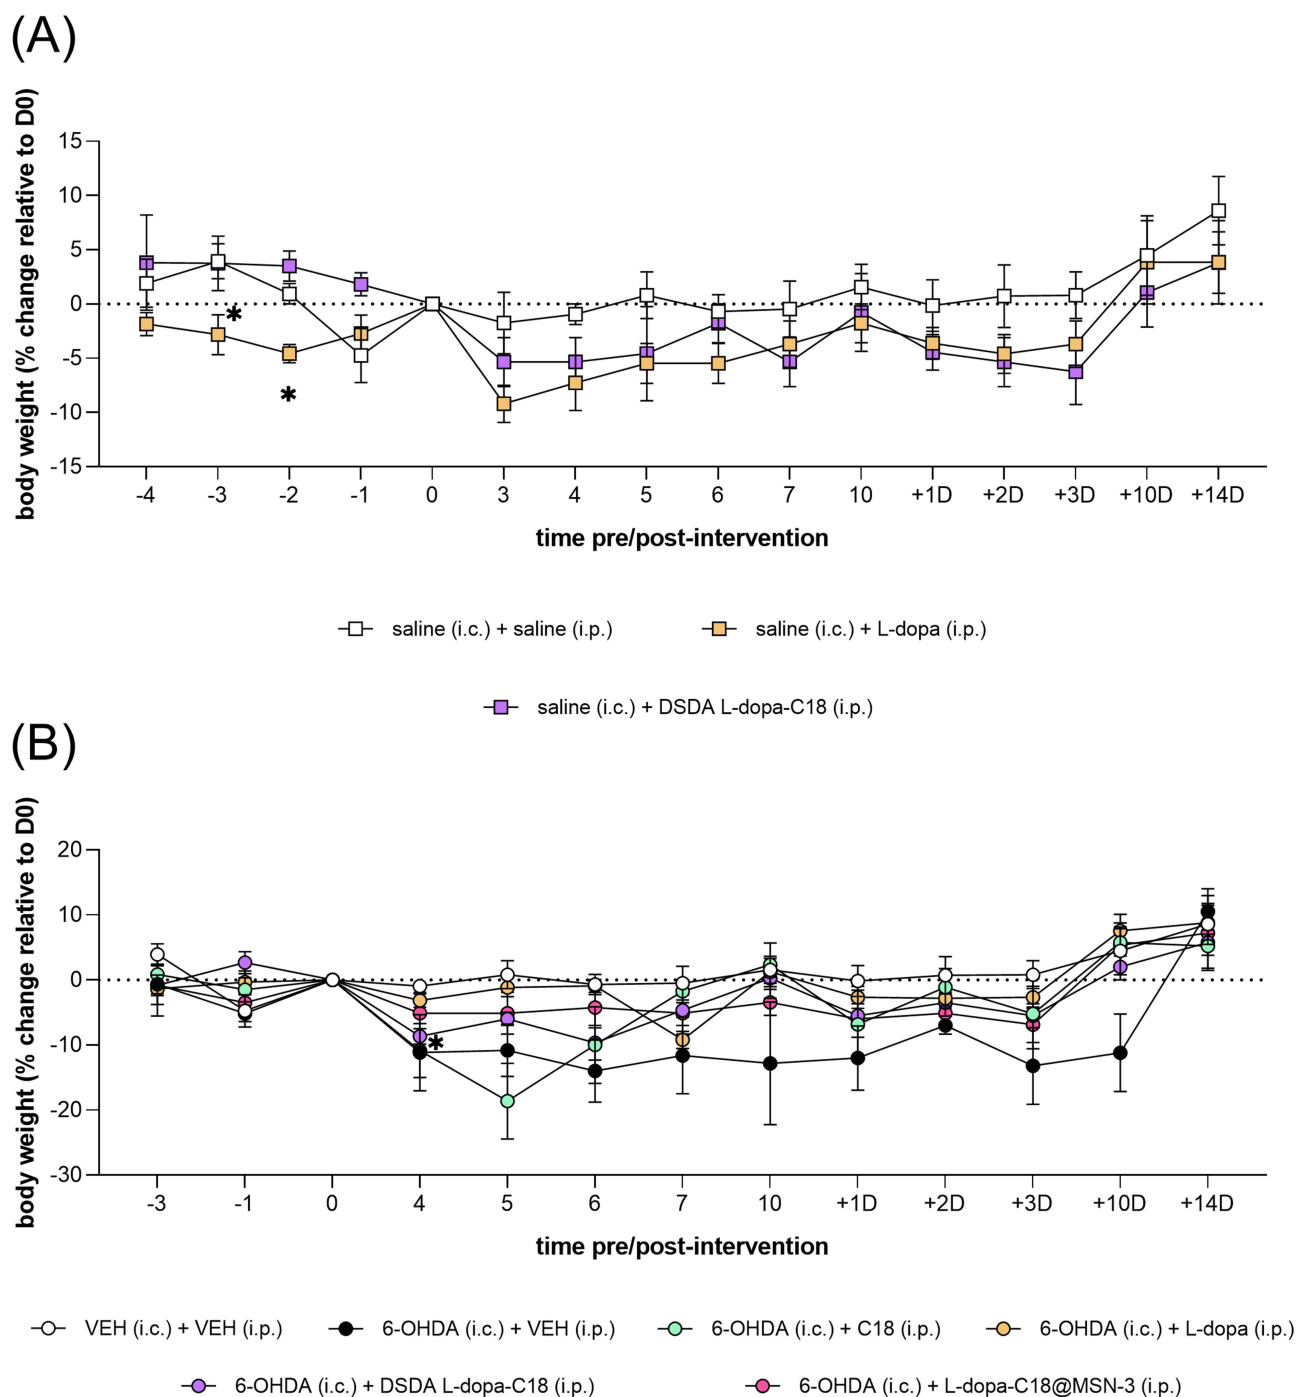 (A)
body weight (% change relative to D0)
15
10
5
0
-5
-10
-15
*
*
-4 -3 -2 -1 0 3 4 5 6 7 10 +1D +2D +3D +10D +14D
time pre/post-intervention
saline (i.c.) + saline (i.p.) saline (i.c.) + L-dopa (i.p.)
saline (i.c.) + DSDA L-dopa-C18 (i.p.)
(B)
body weight (% change relative to D0)
20
10
0
-10
-20
-30
*
-3 -1 0 4 5 6 7 10 +1D +2D +3D +10D +14D
time pre/post-intervention
VEH (i.c.) + VEH (i.p.) 6-OHDA (i.c.) + VEH (i.p.) 6-OHDA (i.c.) + C18 (i.p.) 6-OHDA (i.c.) + L-dopa (i.p.)
6-OHDA (i.c.) + DSDA L-dopa-C18 (i.p.) 6-OHDA (i.c.) + L-dopa-C18@MSN-3 (i.p.)